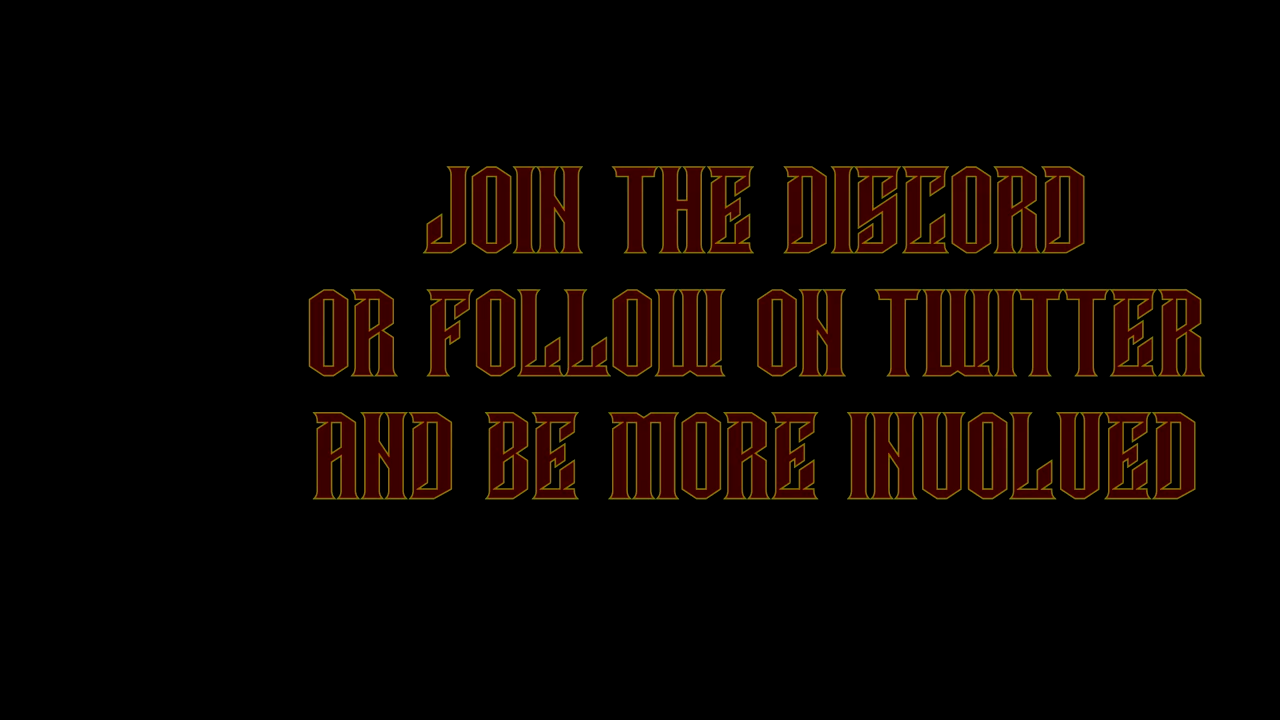 JOIN THE DISCORD
OR FOLLOW ON TWITTER
AND BE MORE INVOLVED